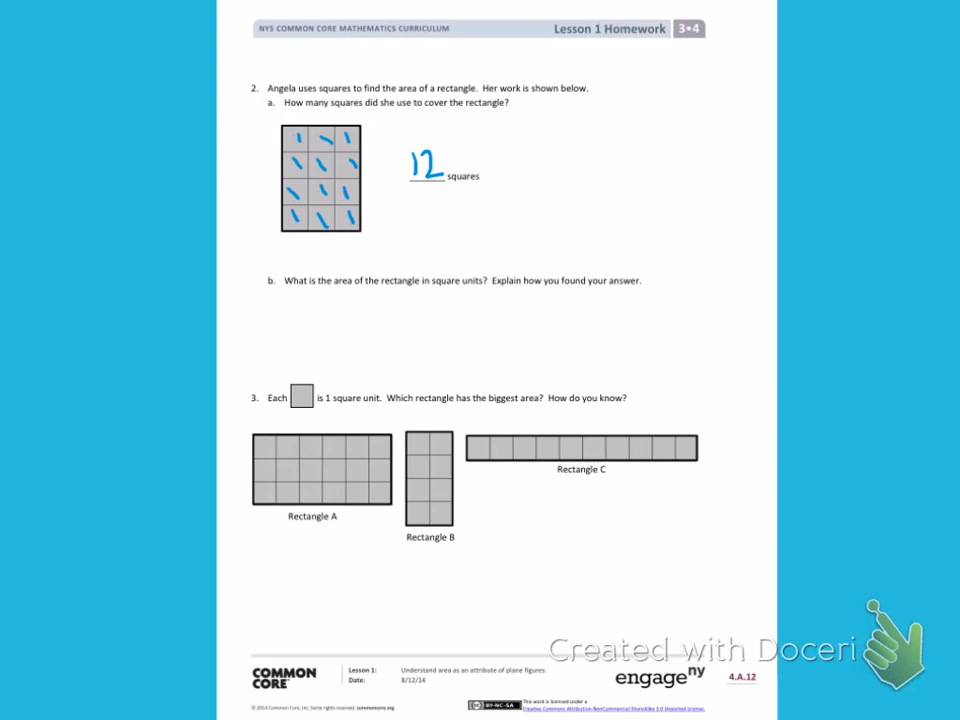 NYS COMMON CORE MATHEMATICS CURRICULUM
Lesson 1 Homework 3•4
2. Angela uses squares to find the area of a rectangle. Her work is shown below.
a. How many squares did she use to cover the rectangle?
12 squares
b. What is the area of the rectangle in square units? Explain how you found your answer.
3. Each is 1 square unit. Which rectangle has the biggest area? How do you know?
Rectangle C
Rectangle A
Rectangle B
Created with Doceri
COMMON CORE™
Lesson 1: Understand area as an attribute of plane figures.
Date: 8/12/14
engageny
4.A.12
© 2014 Common Core, Inc. Some rights reserved. commoncore.org
BY-NC-SA
This work is licensed under a
Creative Commons Attribution-NonCommercial-ShareAlike 3.0 Unported License.